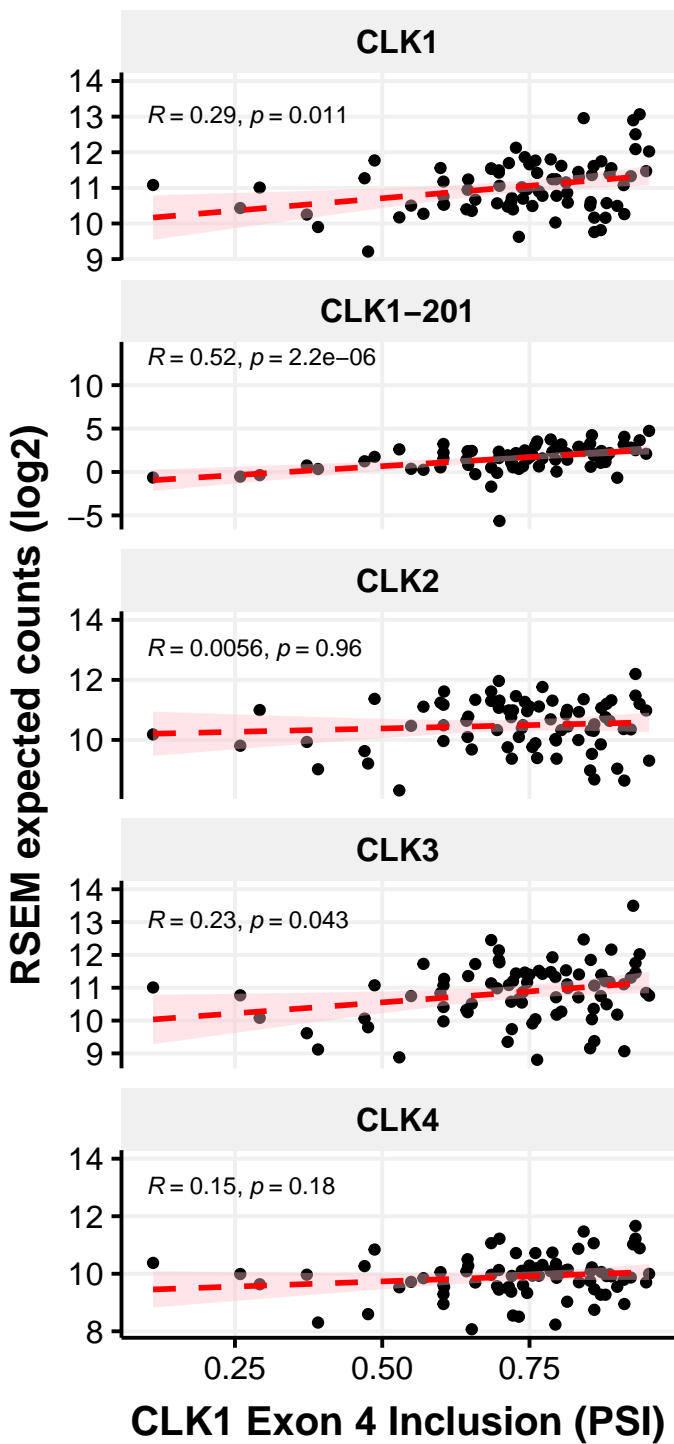 CLK1
14
13
12
11
10
9
R = 0.29, p = 0.011
CLK1−201
10
5
0
−5
R = 0.52, p = 2.2e−06
CLK2
14
12
10
R = 0.0056, p = 0.96
CLK3
14
13
12
11
10
9
R = 0.23, p = 0.043
CLK4
14
12
10
8
R = 0.15, p = 0.18
0.25 0.50 0.75
CLK1 Exon 4 Inclusion (PSI)
RSEM expected counts (log2)